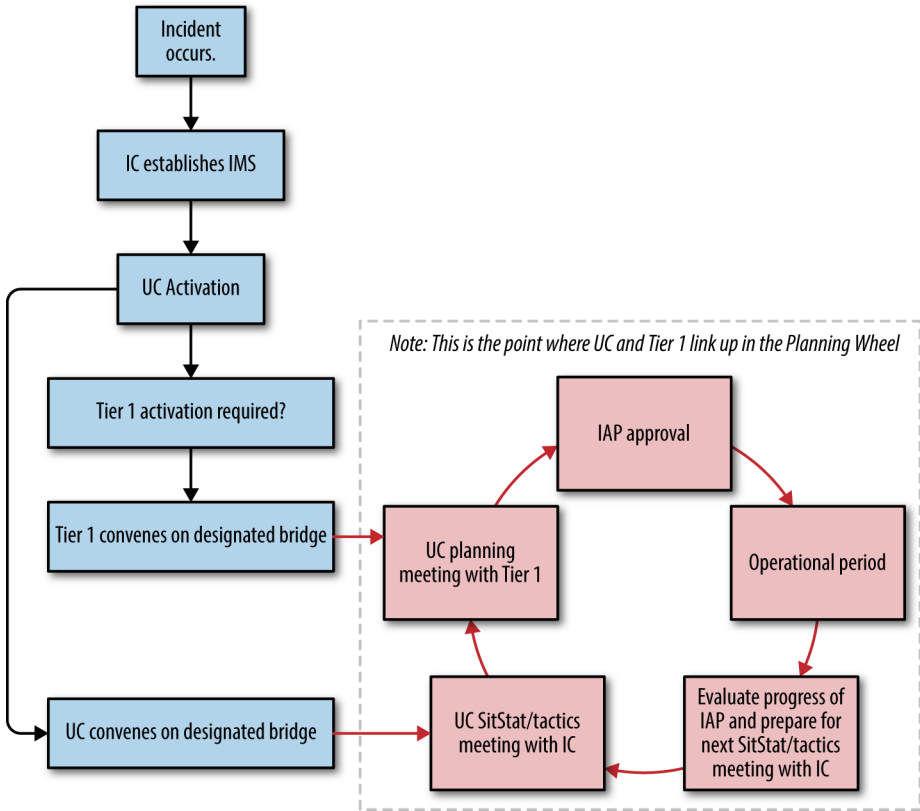 Incident
occurs.
IC establishes IMS
UC Activation
Note: This is the point where UC and Tier 1 link up in the Planning Wheel
Tier 1 activation required?
IAP approval
Tier 1 convenes on designated bridge
UC planning
meeting with Tier 1
Operational period
UC convenes on designated bridge
UC SitStat/tactics
meeting with IC
Evaluate progress of
IAP and prepare for
next SitStat/tactics
meeting with IC